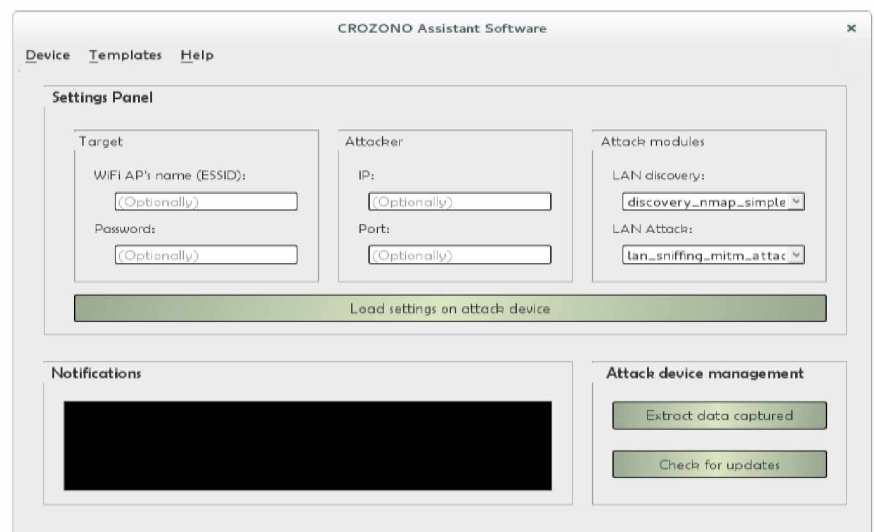 CROZONO Assistant Software ×
Device Templates Help
Settings Panel
Target
WiFi AP's name (ESSID):
(Optionally)
Password:
(Optionally)
Attacker
IP:
(Optionally)
Port:
(Optionally)
Attack modules
LAN discovery:
discovery_nmap_simple
LAN Attack:
lan_sniffing_mitm_attac
Load settings on attack device
Notifications
Attack device management
Extract data captured
Check for updates